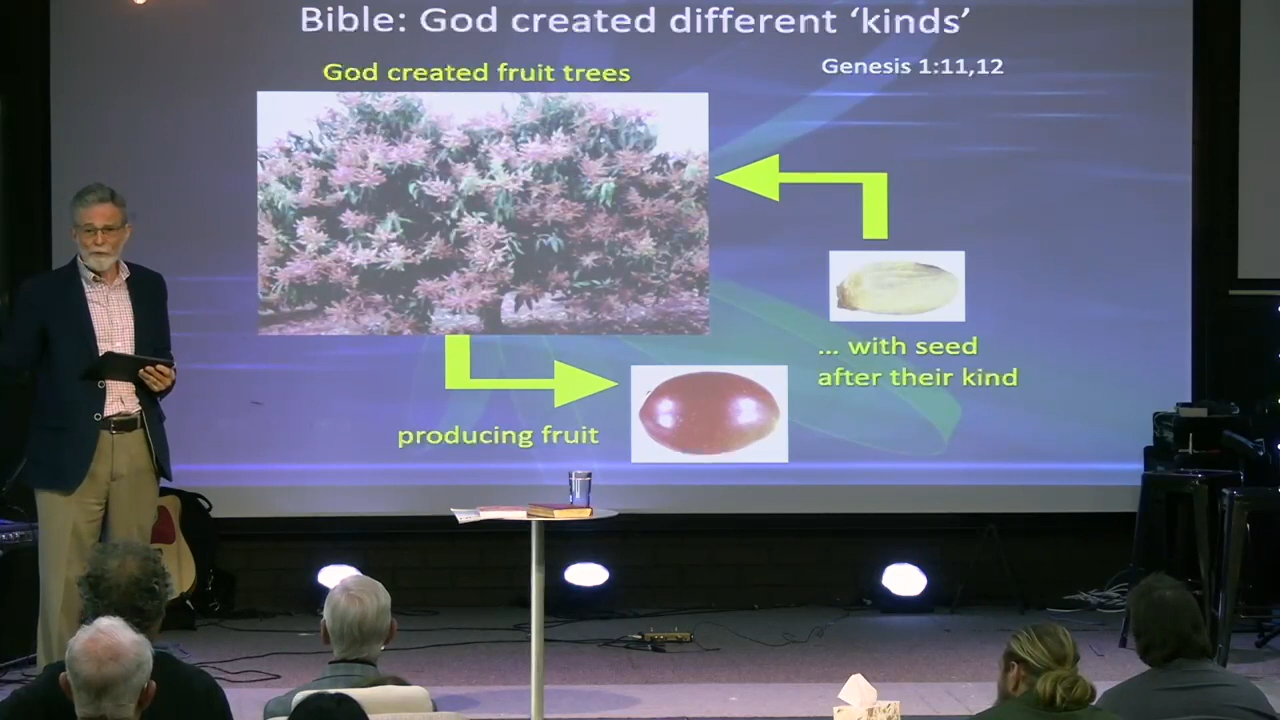 Bible: God created different ‘kinds’
God created fruit trees
Genesis 1:11,12
... with seed
after their kind
producing fruit